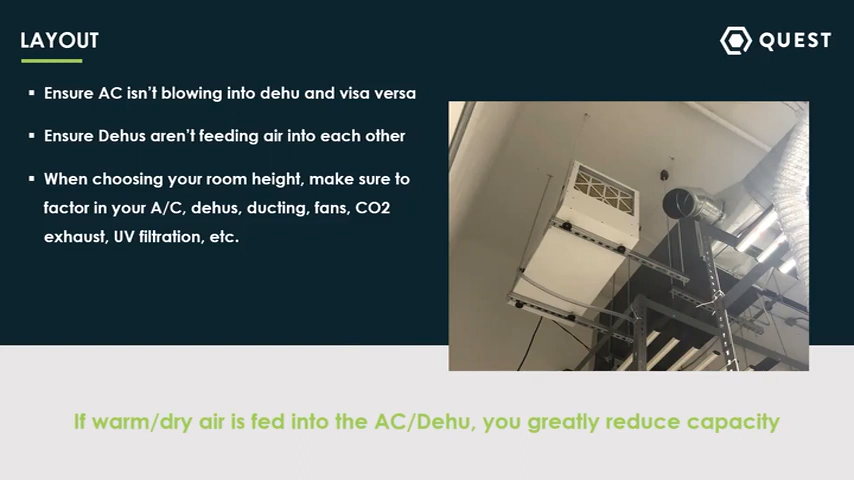 LAYOUT
QUEST
▪ Ensure AC isn't blowing into dehu and visa versa
▪ Ensure Dehus aren't feeding air into each other
▪ When choosing your room height, make sure to
factor in your A/C, dehus, ducting, fans, CO2
exhaust, UV filtration, etc.
If warm/dry air is fed into the AC/Dehu, you greatly reduce capacity